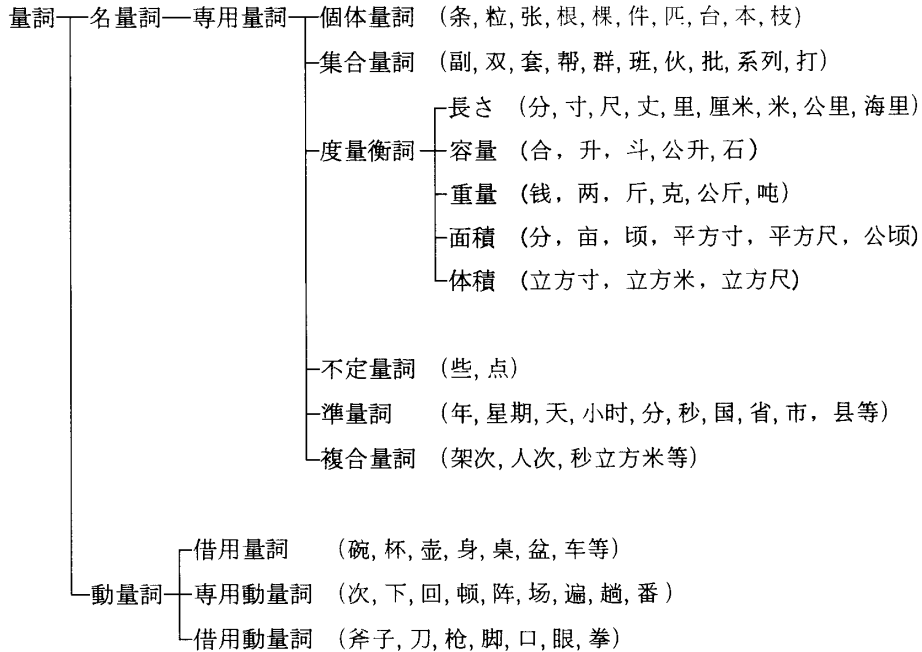 量詞 名量詞 専用量詞 個体量詞 (条, 粒, 张, 根, 棵, 件, 匹, 台, 本, 枝)
集合量詞 (副, 双, 套, 帮, 群, 班, 伙, 批, 系列, 打)
長さ (分, 寸, 尺, 丈, 里, 厘米, 米, 公里, 海里)
度量衡詞 容量 (合, 升, 斗, 公升, 石)
重量 (钱, 两, 斤, 克, 公斤, 吨)
面積 (分, 亩, 顷, 平方寸, 平方尺, 公顷)
体積 (立方寸, 立方米, 立方尺)
不定量詞 (些, 点)
準量詞 (年, 星期, 天, 小时, 分, 秒, 国, 省, 市, 县等)
複合量詞 (架次, 人次, 秒立方米等)
借用量詞 (碗, 杯, 壶, 身, 桌, 盆, 车等)
動量詞 専用動量詞 (次, 下, 回, 顿, 阵, 场, 遍, 趟, 番)
借用動量詞 (斧子, 刀, 枪, 脚, 口, 眼, 拳)